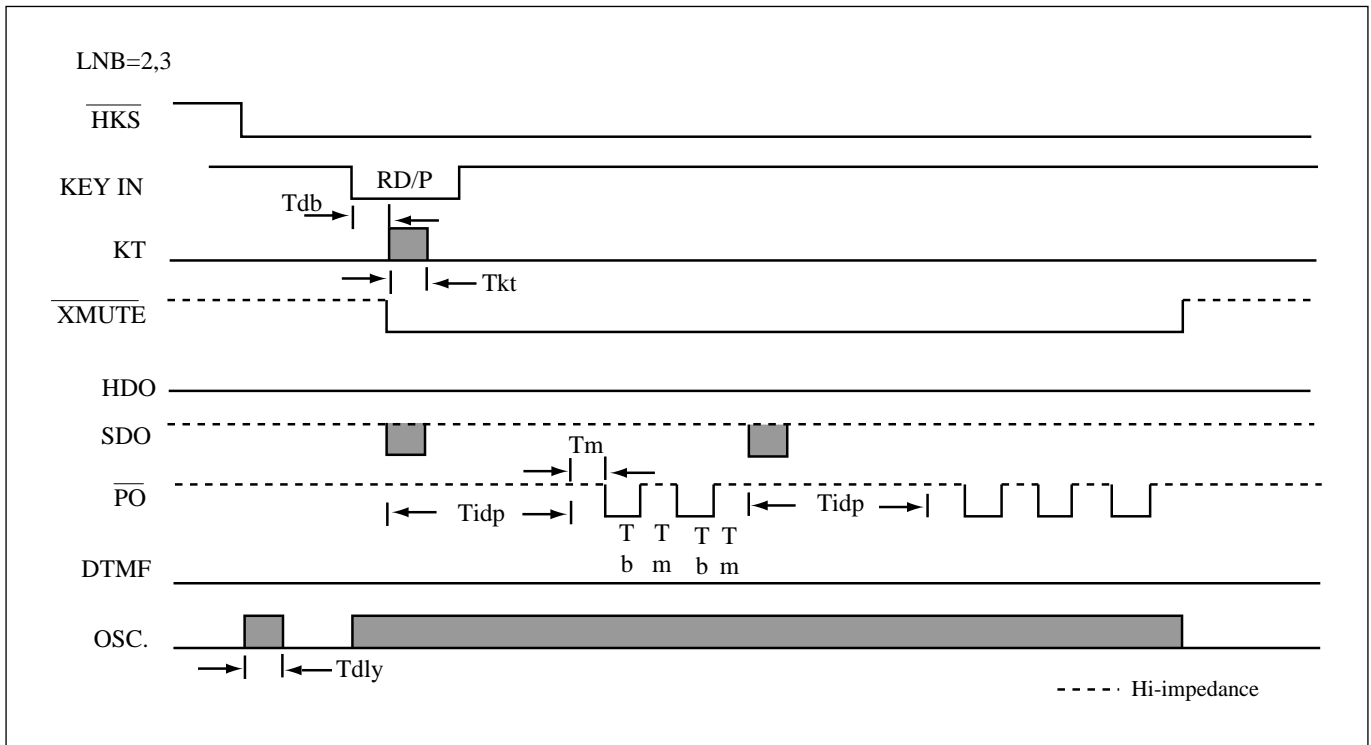 LNB=2,3
HKS
KEY IN
RD/P
Tdb
KT
Tkt
XMUTE
HDO
SDO
Tm
PO
Tidp
Tidp
T T T T
b m b m
DTMF
OSC.
Tdly
Hi-impedance